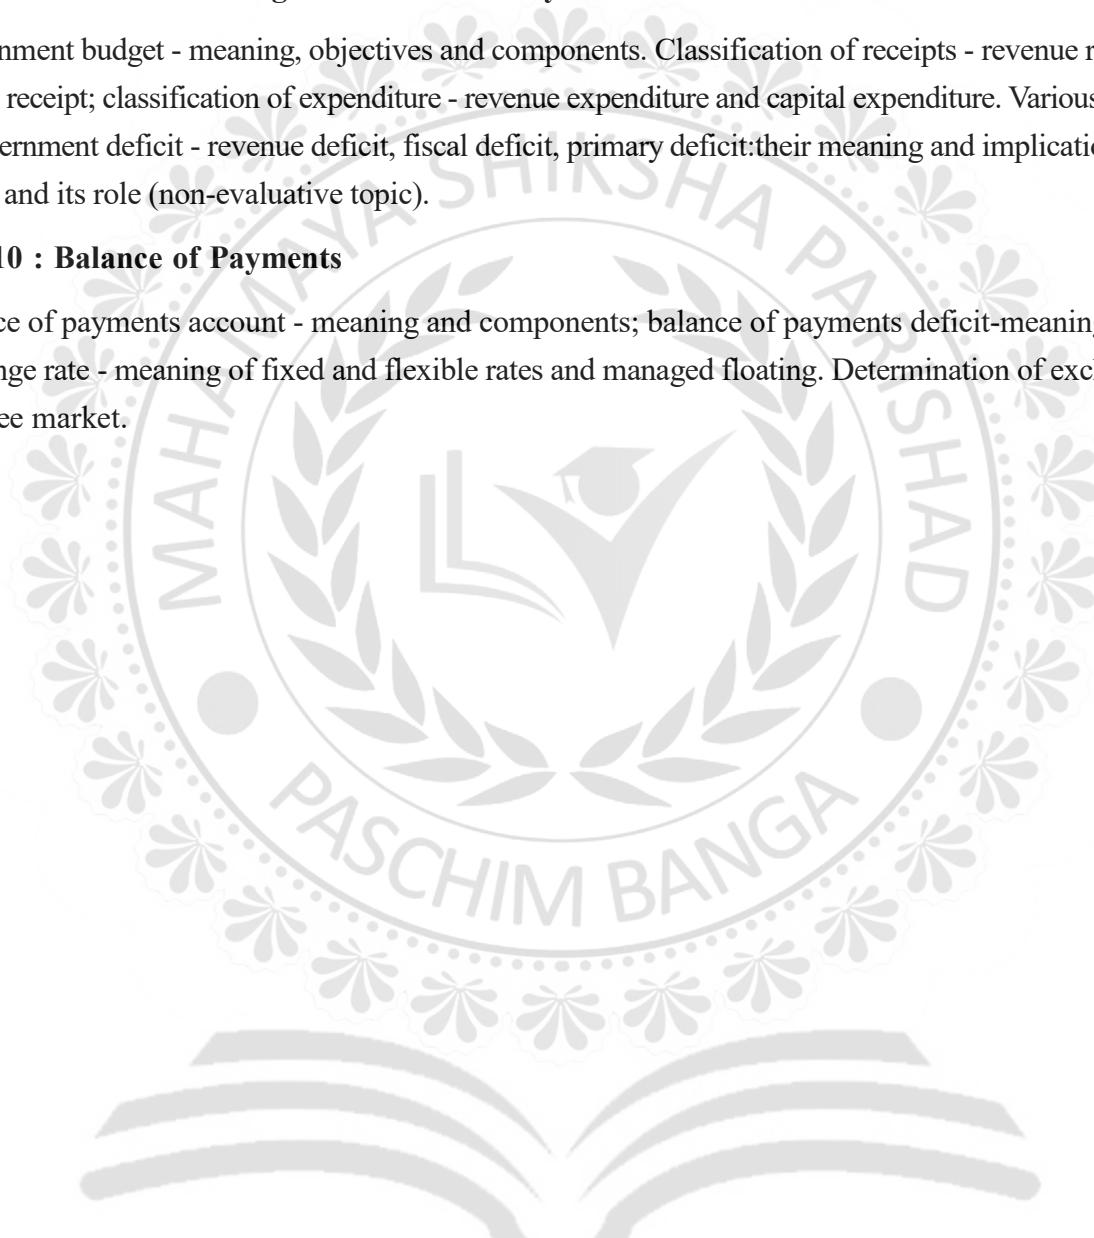 nment budget - meaning, objectives and components. Classification of receipts - revenue r
receipt; classification of expenditure - revenue expenditure and capital expenditure. Various
ernment deficit - revenue deficit, fiscal deficit, primary deficit:their meaning and implicatio
and its role (non-evaluative topic).
10 : Balance of Payments
ce of payments account - meaning and components; balance of payments deficit-meaning
nge rate - meaning of fixed and flexible rates and managed floating. Determination of exc
ee market.
MAHAMAYA SHIKSHA PARISHAD
PASCHIM BANGA